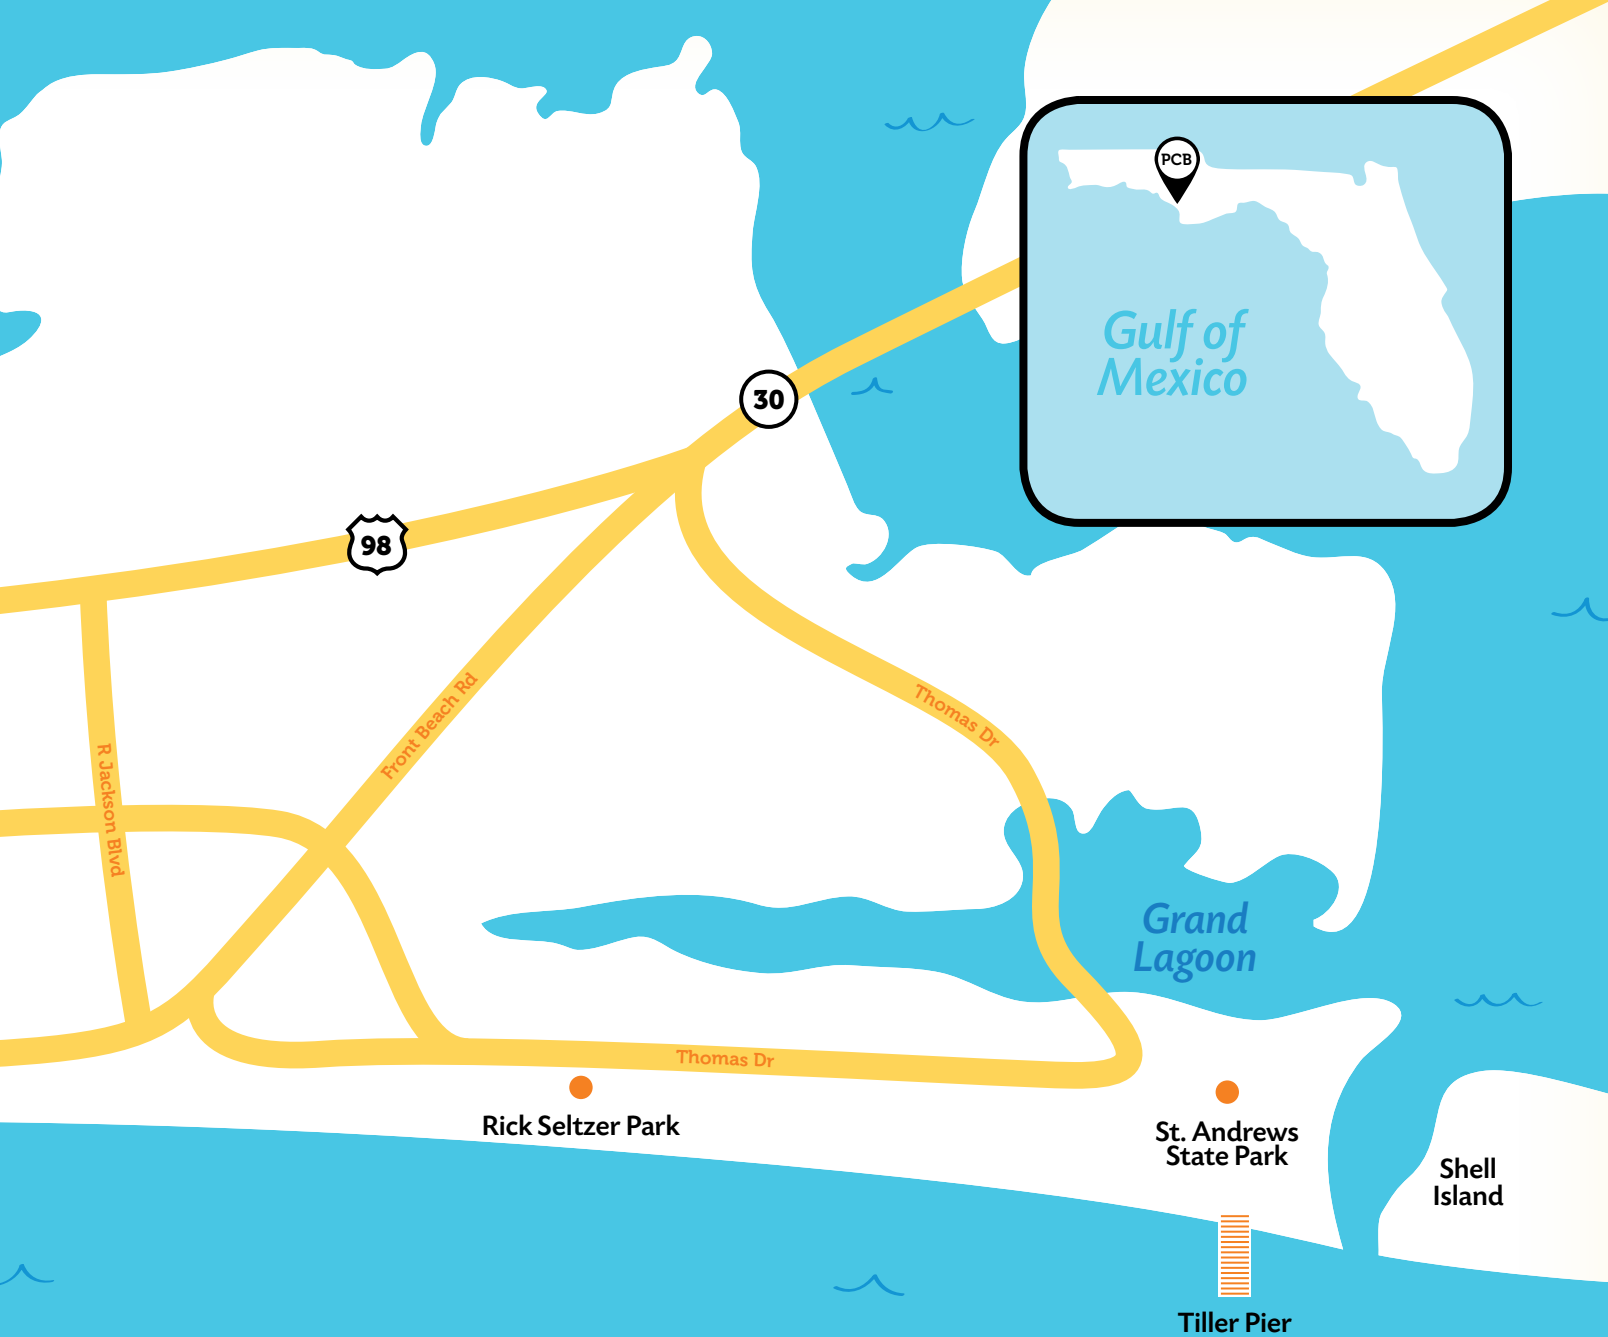 PCB
Gulf of
Mexico
30
98
Front Beach Rd
Thomas Dr
R Jackson Blvd
Grand
Lagoon
Thomas Dr
Rick Seltzer Park
St. Andrews
State Park
Shell
Island
Tiller Pier